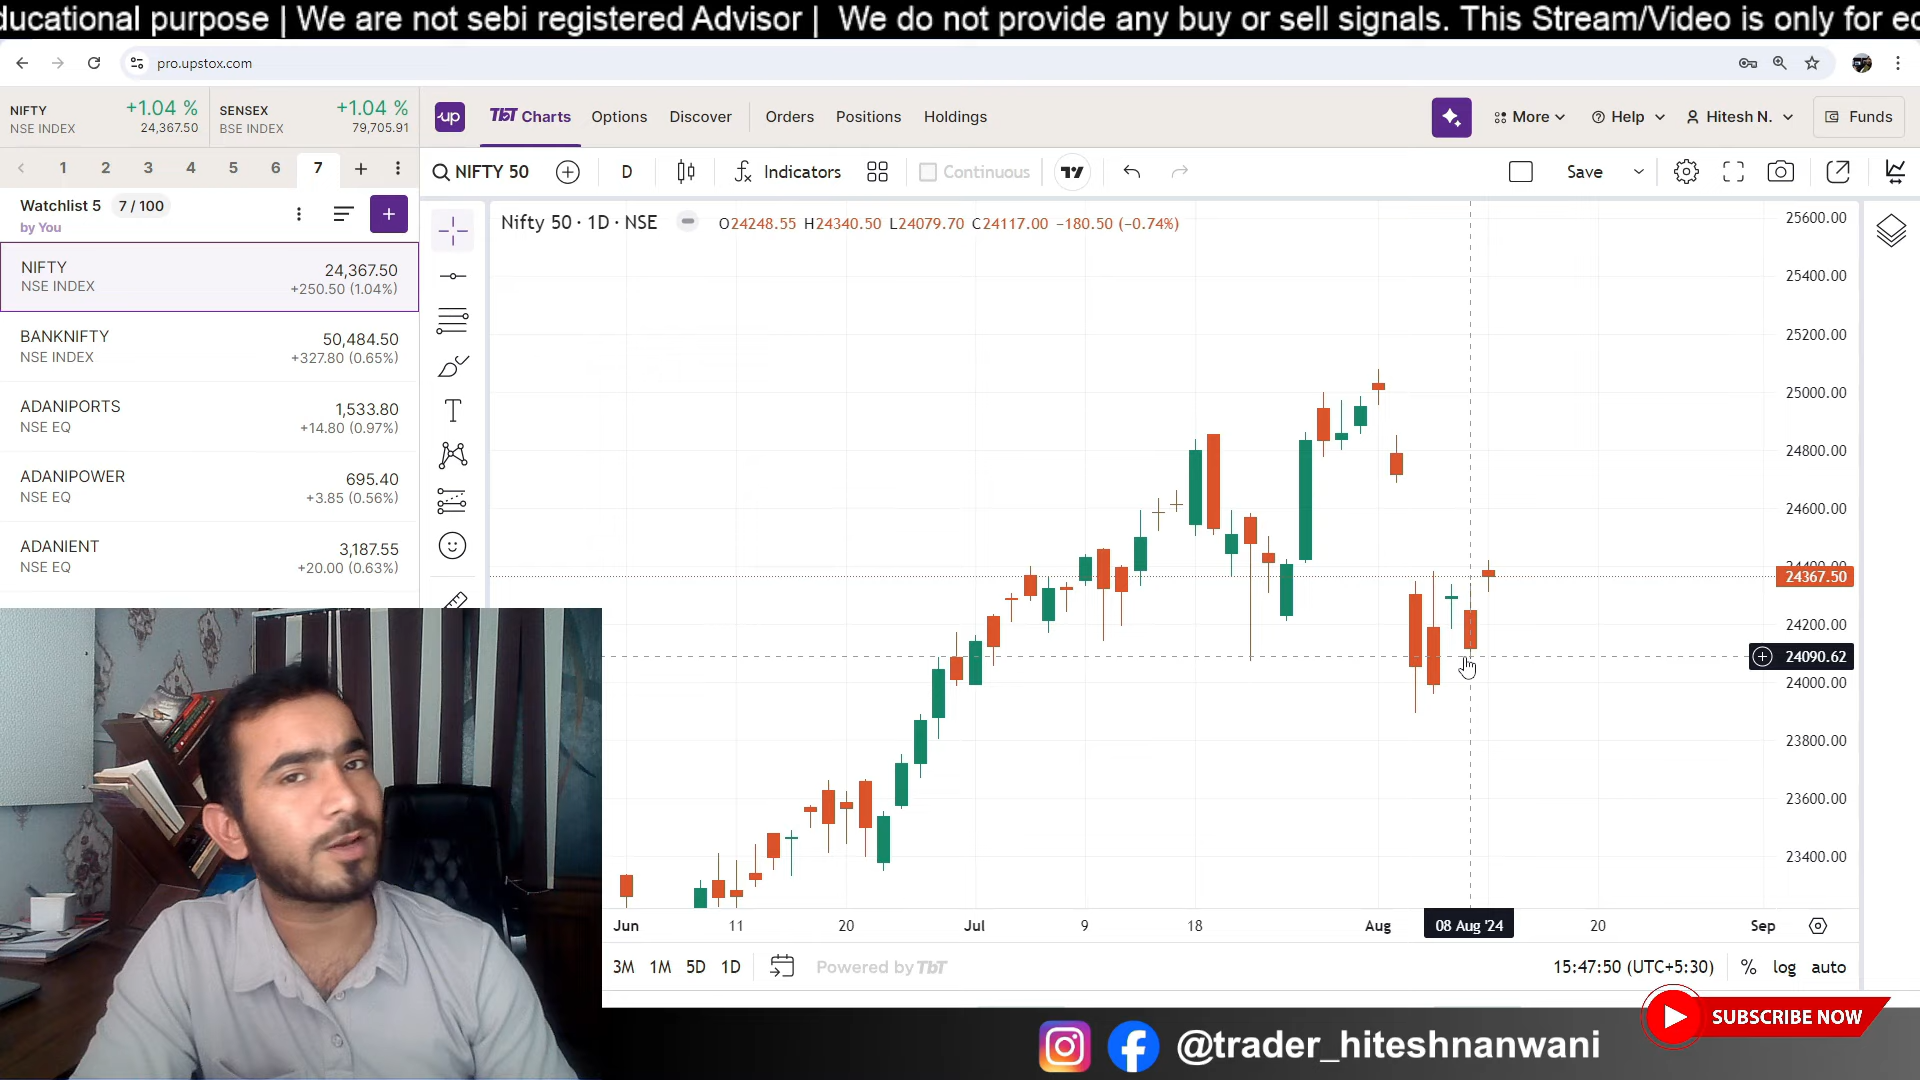 ducational purpose | We are not sebi registered Advisor |  We do not provide any buy or sell signals. This Stream/Video is only for ec
pro.upstox.com
NIFTY +1.04 %
NSE INDEX 24,367.50
SENSEX +1.04 %
BSE INDEX 79,705.91
up TbT Charts Options Discover Orders Positions Holdings More Help Hitesh N. Funds
1 2 3 4 5 6 7
NIFTY 50 D Indicators Continuous Save
Watchlist 5 7 / 100
by You
NIFTY 24,367.50
NSE INDEX +250.50 (1.04%)
BANKNIFTY 50,484.50
NSE INDEX +327.80 (0.65%)
ADANIPORTS 1,533.80
NSE EQ +14.80 (0.97%)
ADANIPOWER 695.40
NSE EQ +3.85 (0.56%)
ADANIENT 3,187.55
NSE EQ +20.00 (0.63%)
Nifty 50 · 1D · NSE O24248.55 H24340.50 L24079.70 C24117.00 −180.50 (−0.74%)
25600.00
25400.00
25200.00
25000.00
24800.00
24600.00
24400.00
24367.50
24200.00
24090.62
24000.00
23800.00
23600.00
23400.00
Jun 11 20 Jul 9 18 Aug 08 Aug '24 20 Sep
3M 1M 5D 1D Powered by TbT 15:47:50 (UTC+5:30) % log auto
SUBSCRIBE NOW
@trader_hiteshnanwani